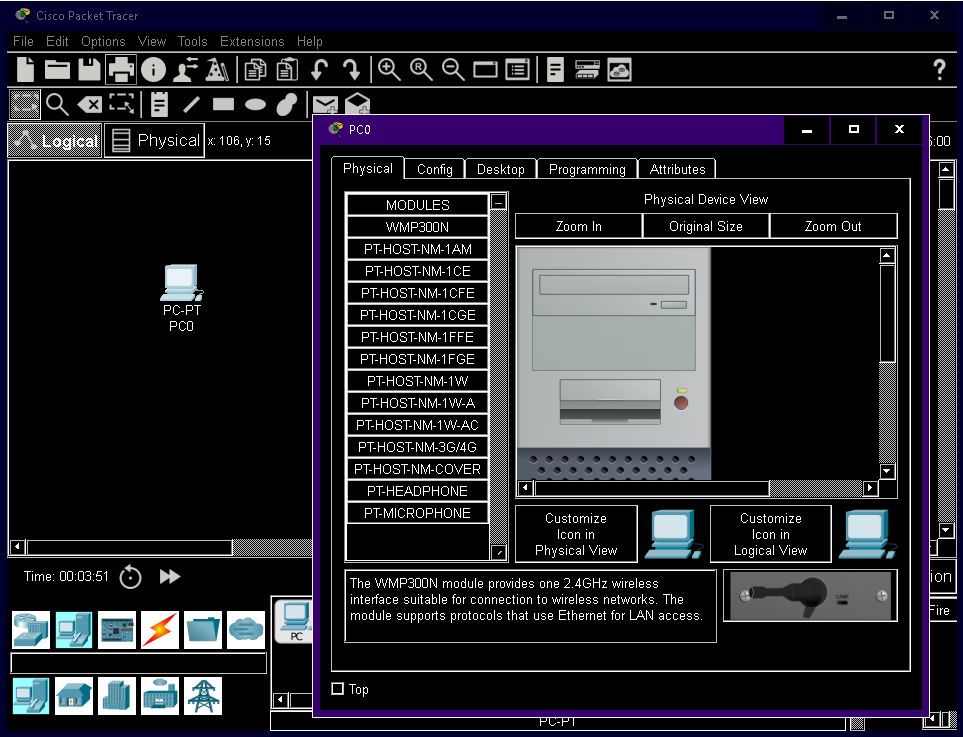 Cisco Packet Tracer
File Edit Options View Tools Extensions Help
Logical
Physical
x: 106, y: 15
PC0
Physical Config Desktop Programming Attributes
MODULES
WMP300N
PT-HOST-NM-1AM
PT-HOST-NM-1CE
PT-HOST-NM-1CFE
PT-HOST-NM-1CGE
PT-HOST-NM-1FFE
PT-HOST-NM-1FGE
PT-HOST-NM-1W
PT-HOST-NM-1W-A
PT-HOST-NM-1W-AC
PT-HOST-NM-3G/4G
PT-HOST-NM-COVER
PT-HEADPHONE
PT-MICROPHONE
Physical Device View
Zoom In Original Size Zoom Out
PC-PT
PC0
Customize
Icon in
Physical View
Customize
Icon in
Logical View
The WMP300N module provides one 2.4GHz wireless
interface suitable for connection to wireless networks. The
module supports protocols that use Ethernet for LAN access.
LINK
Top
Time: 00:03:51
PC
PC-PT
:00
ion
Fire